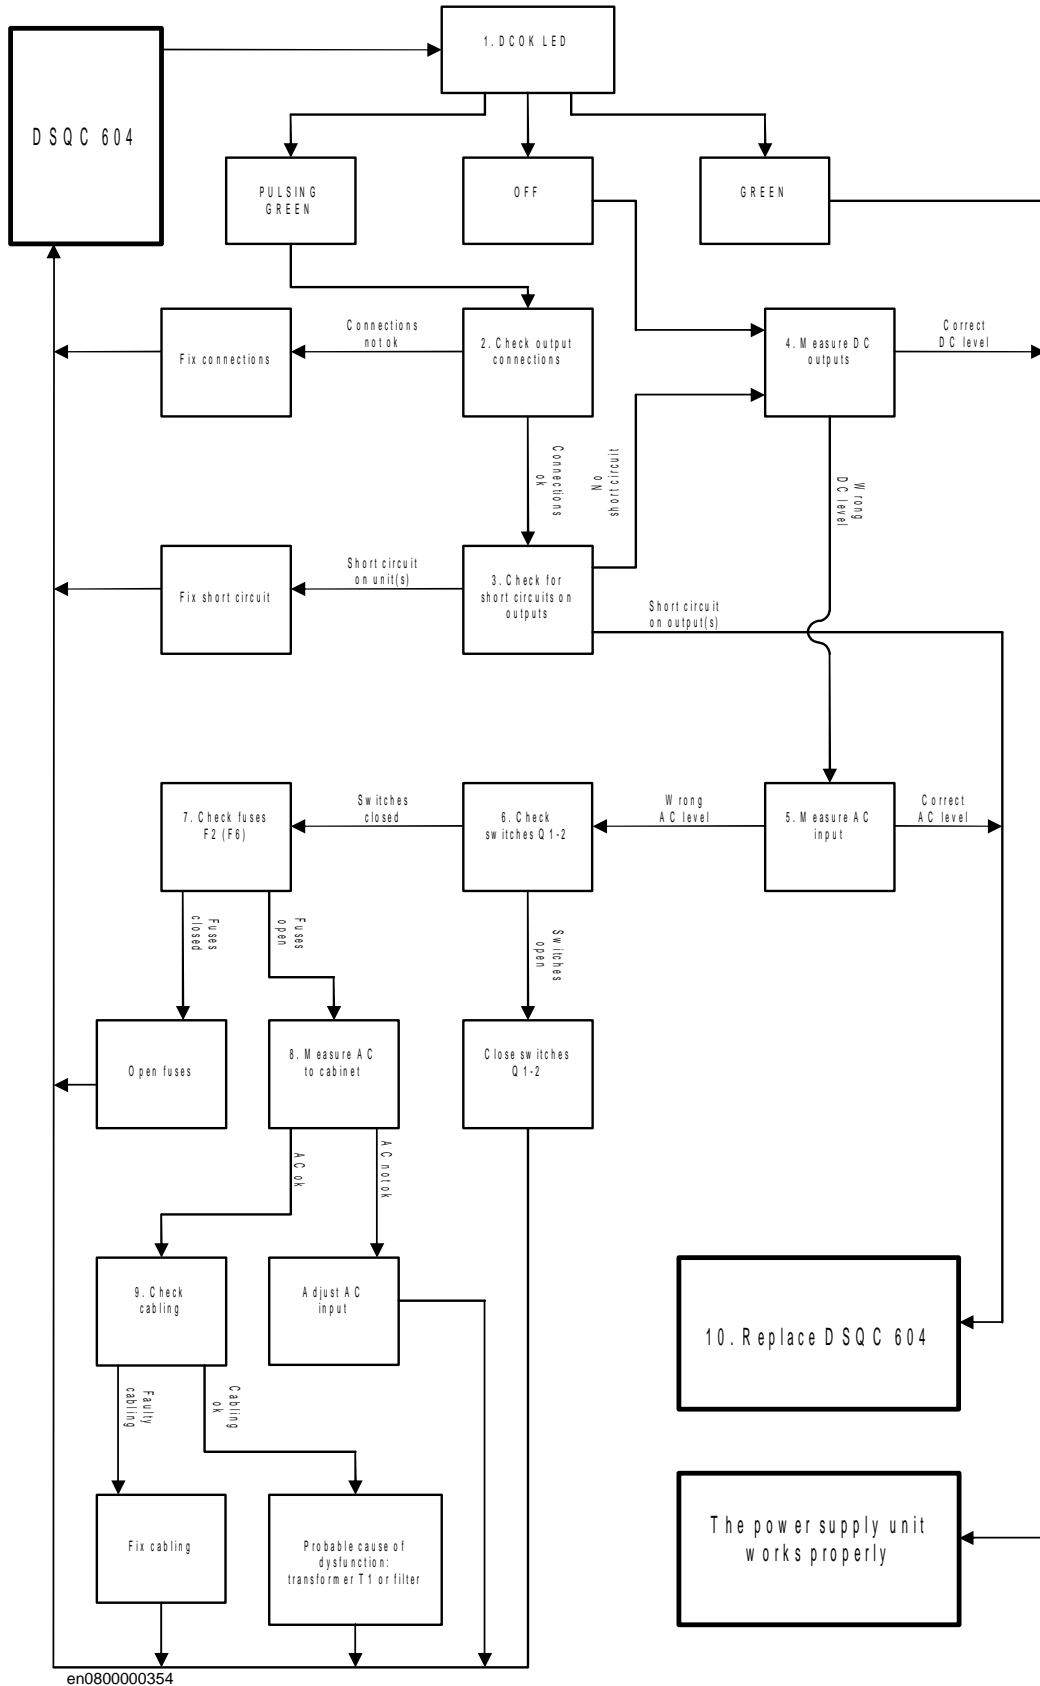 1. DCOK LED
DSQC 604
PULSING
GREEN
OFF
GREEN
Connections
not ok
Correct
DC level
Fix connections
2. Check output
connections
4. Measure DC
outputs
Connections
ok
No
short circuit
Wrong
DC level
Short circuit
on unit(s)
Fix short circuit
3. Check for
short circuits on
outputs
Short circuit
on output(s)
Switches
closed
Wrong
AC level
Correct
AC level
7. Check fuses
F2 (F6)
6. Check
switches Q1-2
5. Measure AC
input
Fuses
closed
Fuses
open
Switches
open
Open fuses
8. Measure AC
to cabinet
Close switches
Q1-2
AC ok
AC not ok
9. Check
cabling
Adjust AC
input
10. Replace DSQC 604
Faulty
cabling
Cabling
ok
Fix cabling
Probable cause of
dysfunction:
transformer T1 or filter
The power supply unit
works properly
en0800000354